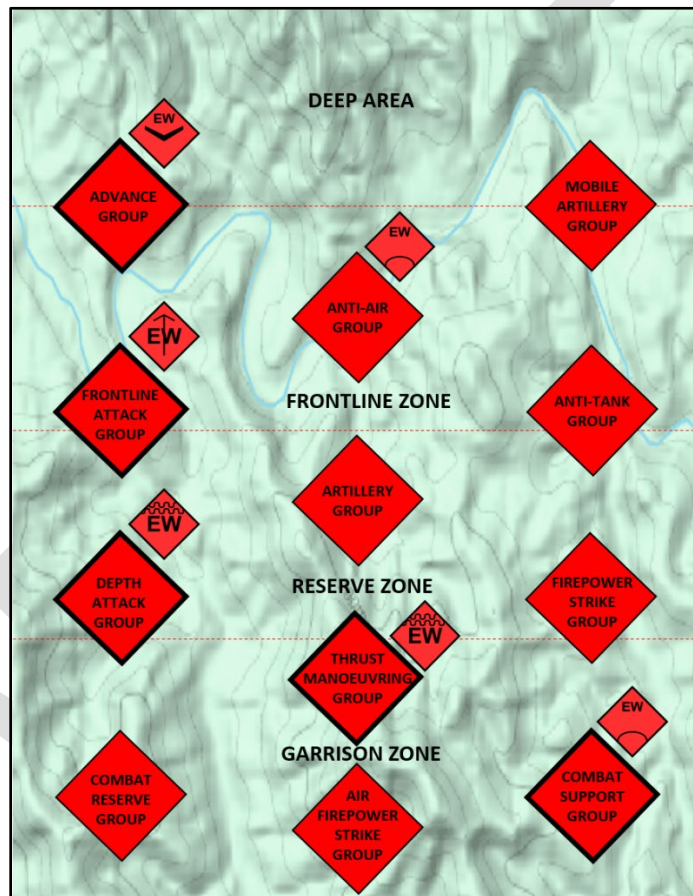 DEEP AREA
EW
ADVANCE
GROUP
MOBILE
ARTILLERY
GROUP
EW
ANTI-AIR
GROUP
EW
FRONTLINE
ATTACK
GROUP
FRONTLINE ZONE
ANTI-TANK
GROUP
ARTILLERY
GROUP
EW
DEPTH
ATTACK
GROUP
RESERVE ZONE
FIREPOWER
STRIKE
GROUP
EW
THRUST
MANOEUVRING
GROUP
GARRISON ZONE
EW
COMBAT
RESERVE
GROUP
AIR
FIREPOWER
STRIKE
GROUP
COMBAT
SUPPORT
GROUP